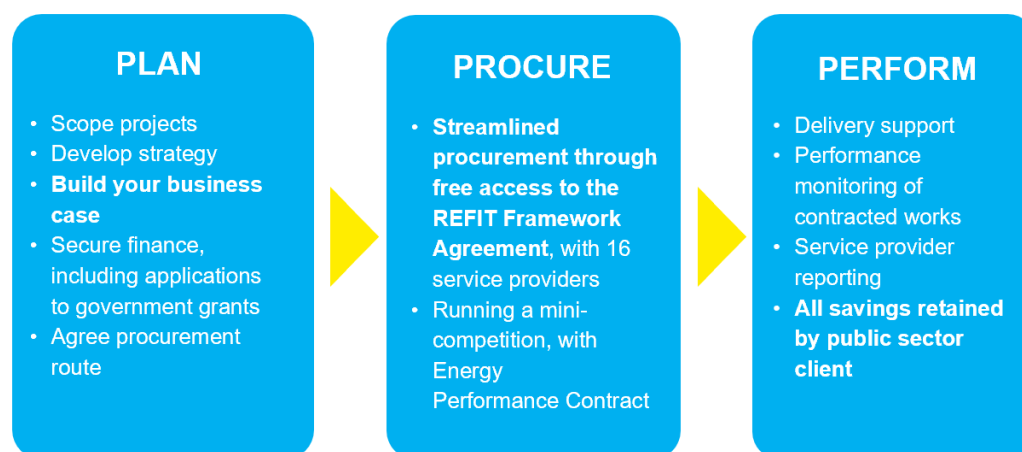 PLAN
• Scope projects
• Develop strategy
• Build your business
case
• Secure finance,
including applications
to government grants
• Agree procurement
route
PROCURE
• Streamlined
procurement through
free access to the
REFIT Framework
Agreement, with 16
service providers
• Running a mini-
competition, with
Energy
Performance Contract
PERFORM
• Delivery support
• Performance
monitoring of
contracted works
• Service provider
reporting
• All savings retained
by public sector
client